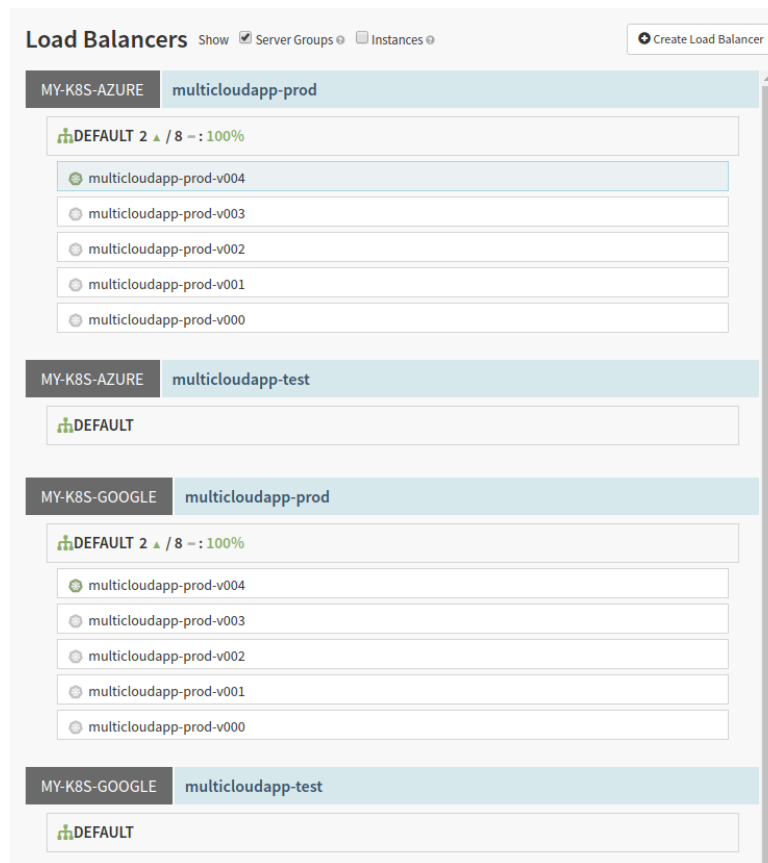 Load Balancers Show Server Groups Instances Create Load Balancer
MY-K8S-AZURE multicloudapp-prod
DEFAULT 2 ▲ / 8 – : 100%
multicloudapp-prod-v004
multicloudapp-prod-v003
multicloudapp-prod-v002
multicloudapp-prod-v001
multicloudapp-prod-v000
MY-K8S-AZURE multicloudapp-test
DEFAULT
MY-K8S-GOOGLE multicloudapp-prod
DEFAULT 2 ▲ / 8 – : 100%
multicloudapp-prod-v004
multicloudapp-prod-v003
multicloudapp-prod-v002
multicloudapp-prod-v001
multicloudapp-prod-v000
MY-K8S-GOOGLE multicloudapp-test
DEFAULT